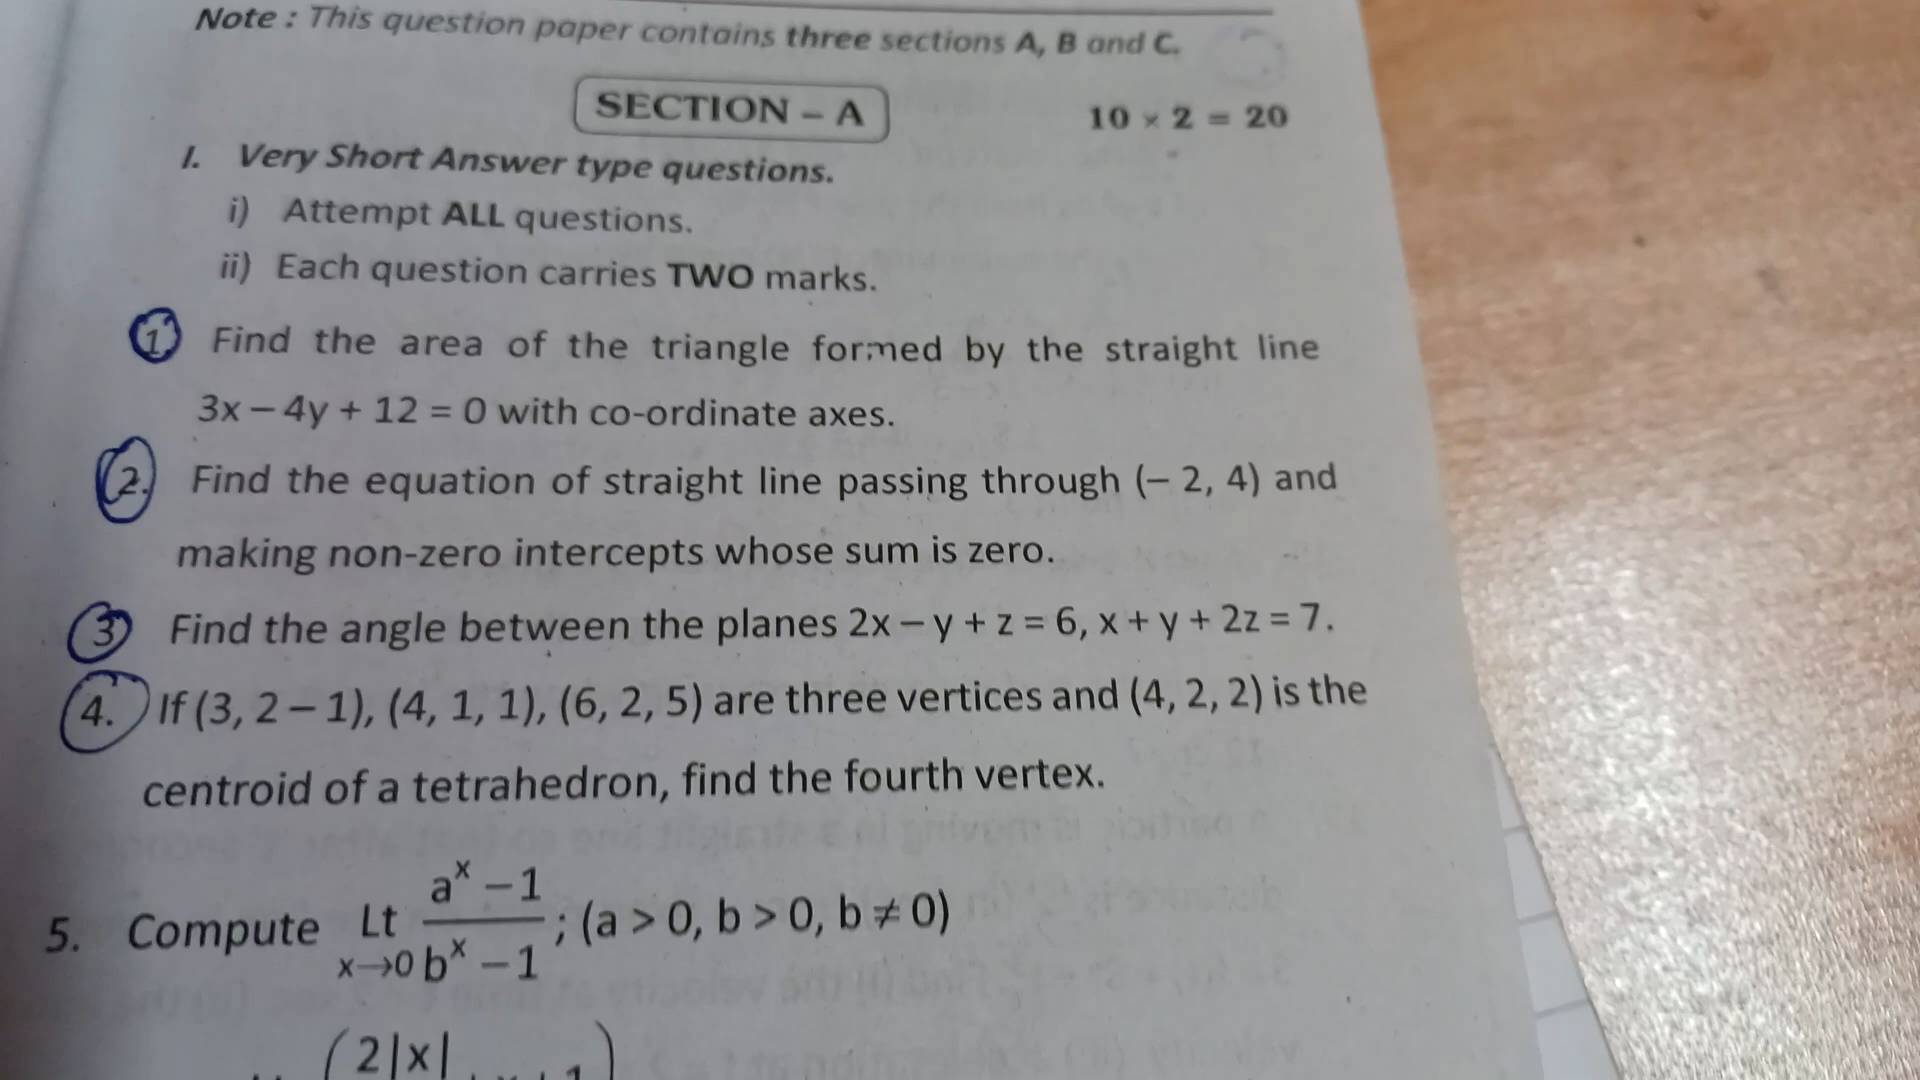 Note : This question paper contains three sections A, B and C.
SECTION – A
10 × 2 = 20
I. Very Short Answer type questions.
i) Attempt ALL questions.
ii) Each question carries TWO marks.
1 Find the area of the triangle formed by the straight line
3x – 4y + 12 = 0 with co-ordinate axes.
2. Find the equation of straight line passing through (– 2, 4) and
making non-zero intercepts whose sum is zero.
3 Find the angle between the planes 2x – y + z = 6, x + y + 2z = 7.
4. If (3, 2 – 1), (4, 1, 1), (6, 2, 5) are three vertices and (4, 2, 2) is the
centroid of a tetrahedron, find the fourth vertex.
5. Compute Lt x→0 (aˣ – 1)/(bˣ – 1) ; (a > 0, b > 0, b ≠ 0)
2|x|